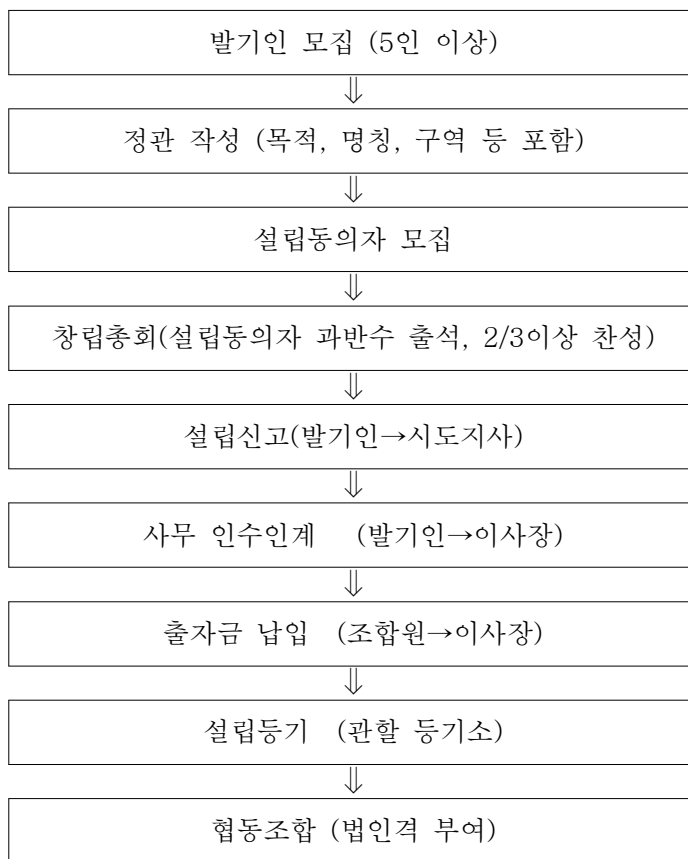 발기인 모집 (5인 이상)
⇓
정관 작성 (목적, 명칭, 구역 등 포함)
⇓
설립동의자 모집
⇓
창립총회(설립동의자 과반수 출석, 2/3이상 찬성)
⇓
설립신고(발기인→시도지사)
⇓
사무 인수인계 (발기인→이사장)
⇓
출자금 납입 (조합원→이사장)
⇓
설립등기 (관할 등기소)
⇓
협동조합 (법인격 부여)